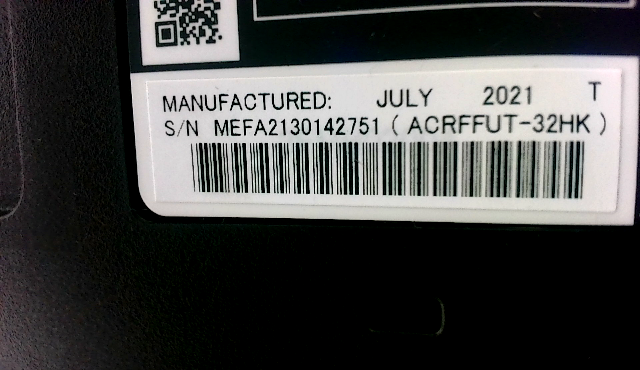 MANUFACTURED: JULY 2021 T
S/N MEFA2130142751 ( ACRFFUT-32HK )